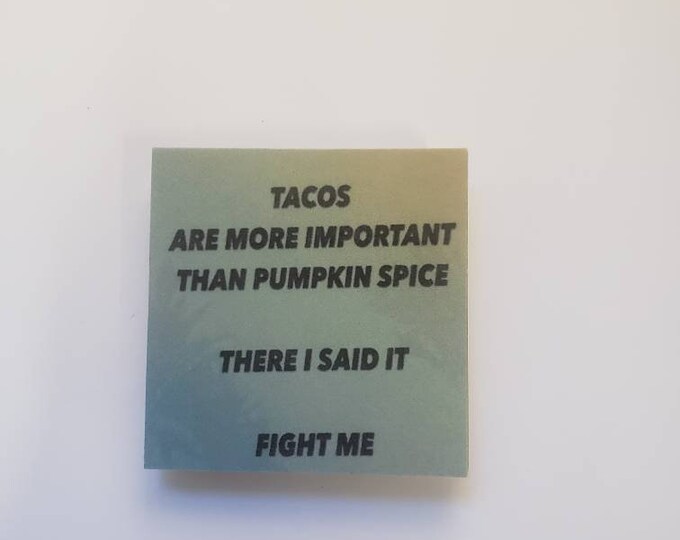 TACOS
ARE MORE IMPORTANT
THAN PUMPKIN SPICE
THERE I SAID IT
FIGHT ME